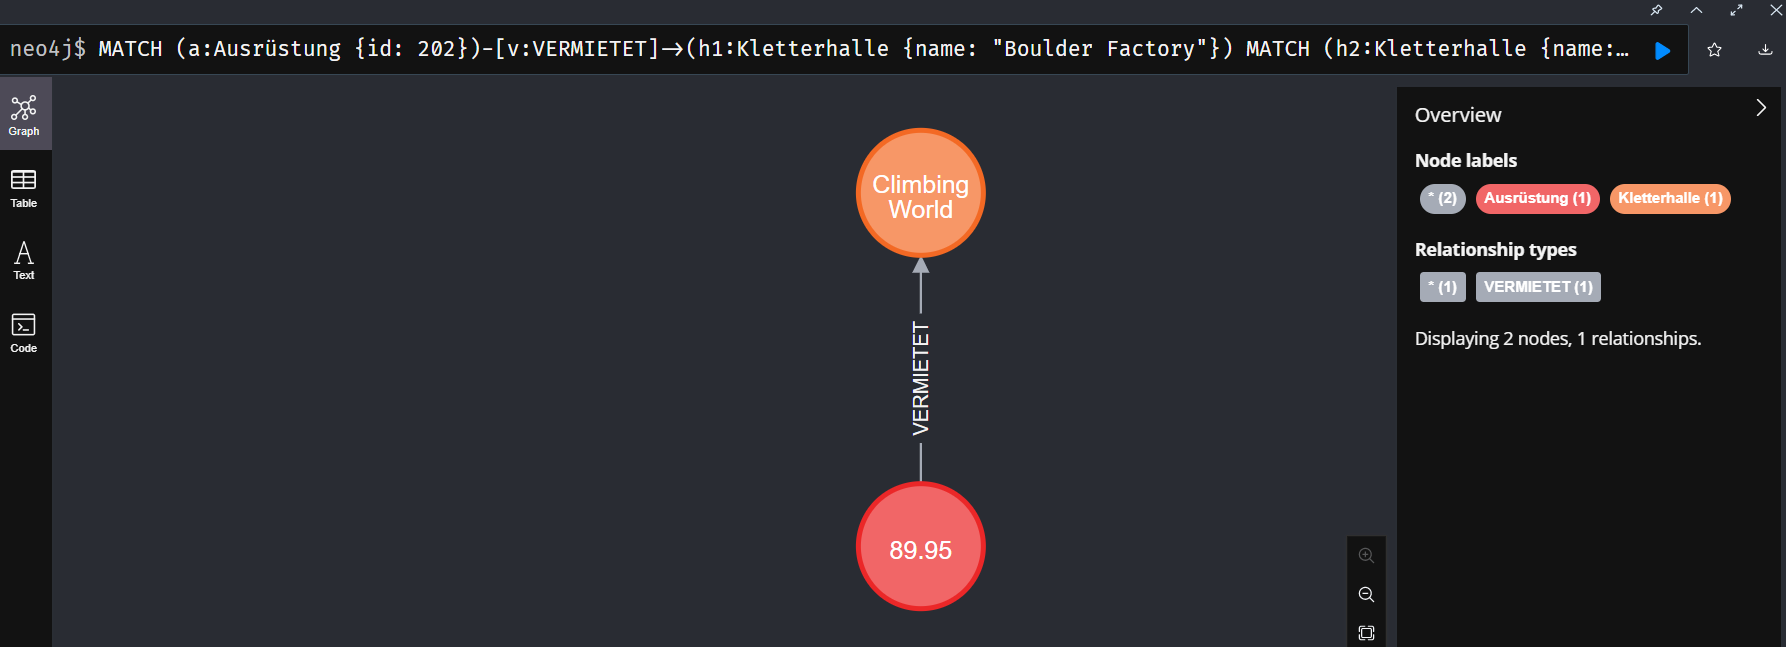 neo4j$ MATCH (a:Ausrüstung {id: 202})-[v:VERMIETET]→(h1:Kletterhalle {name: "Boulder Factory"}) MATCH (h2:Kletterhalle {name:…
Graph
Table
Text
Code
Climbing
World
VERMIETET
89.95
Overview
Node labels
* (2) Ausrüstung (1) Kletterhalle (1)
Relationship types
* (1) VERMIETET (1)
Displaying 2 nodes, 1 relationships.